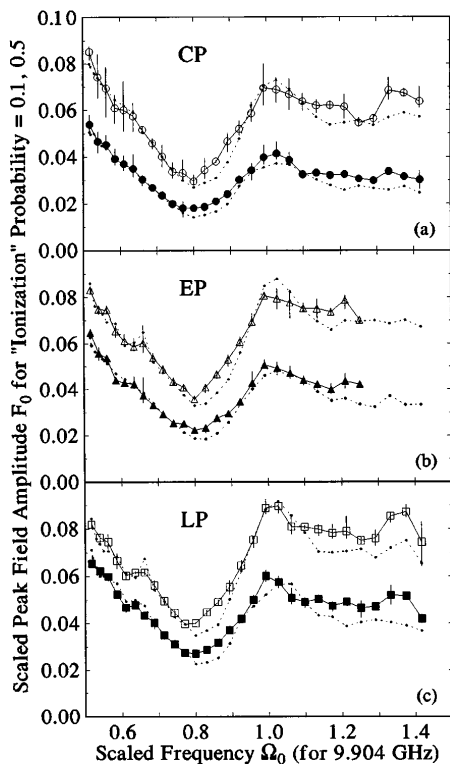 Scaled Peak Field Amplitude F₀ for "Ionization" Probability = 0.1, 0.5
0.10
CP
0.08
0.06
0.04
0.02
(a)
0.00
EP
0.08
0.06
0.04
0.02
(b)
0.00
LP
0.08
0.06
0.04
0.02
(c)
0.00
0.6 0.8 1.0 1.2 1.4
Scaled Frequency Ω₀ (for 9.904 GHz)